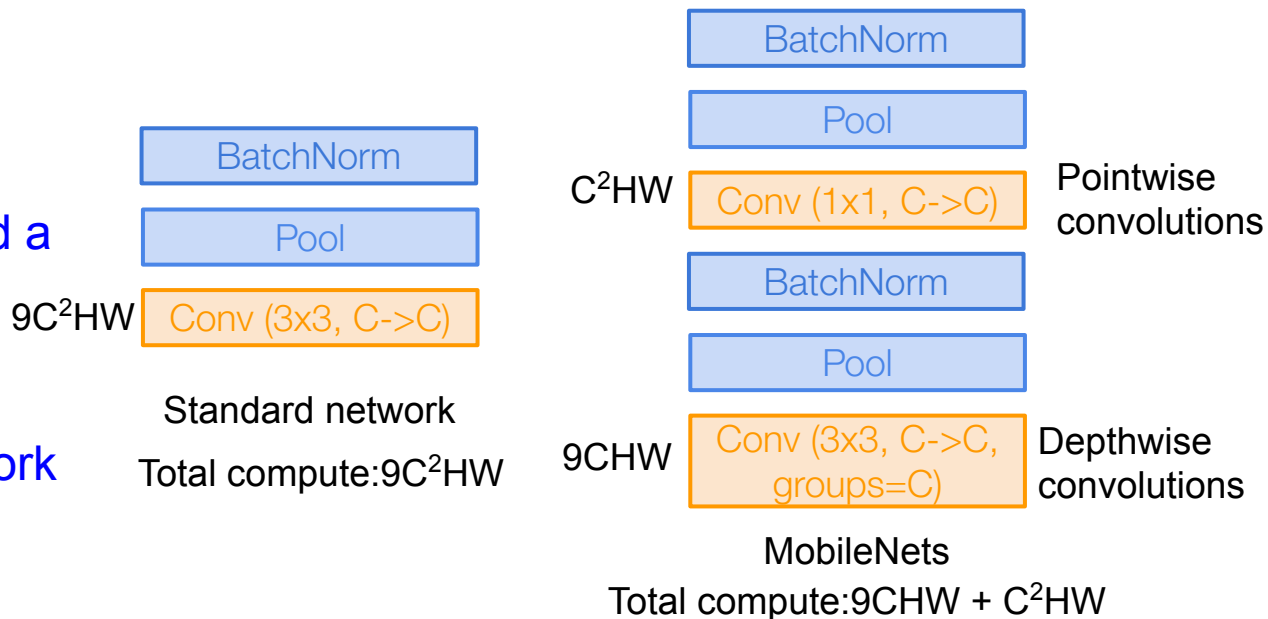 d a
ork
BatchNorm
Pool
9C²HW
Conv (3x3, C->C)
Standard network
Total compute:9C²HW
BatchNorm
Pool
C²HW
Conv (1x1, C->C)
Pointwise
convolutions
BatchNorm
Pool
9CHW
Conv (3x3, C->C,
groups=C)
Depthwise
convolutions
MobileNets
Total compute:9CHW + C²HW